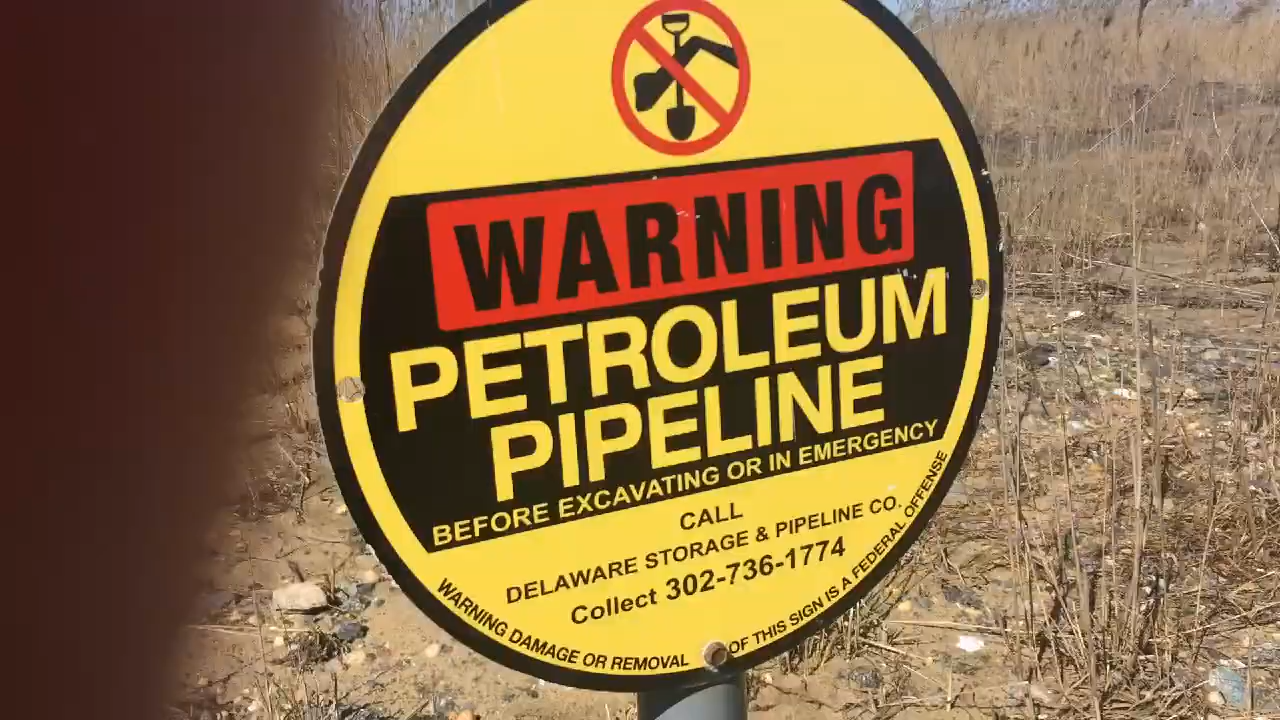 WARNING
PETROLEUM
PIPELINE
BEFORE EXCAVATING OR IN EMERGENCY
CALL
DELAWARE STORAGE & PIPELINE CO.
Collect 302-736-1774
WARNING DAMAGE OR REMOVAL OF THIS SIGN IS A FEDERAL OFFENSE